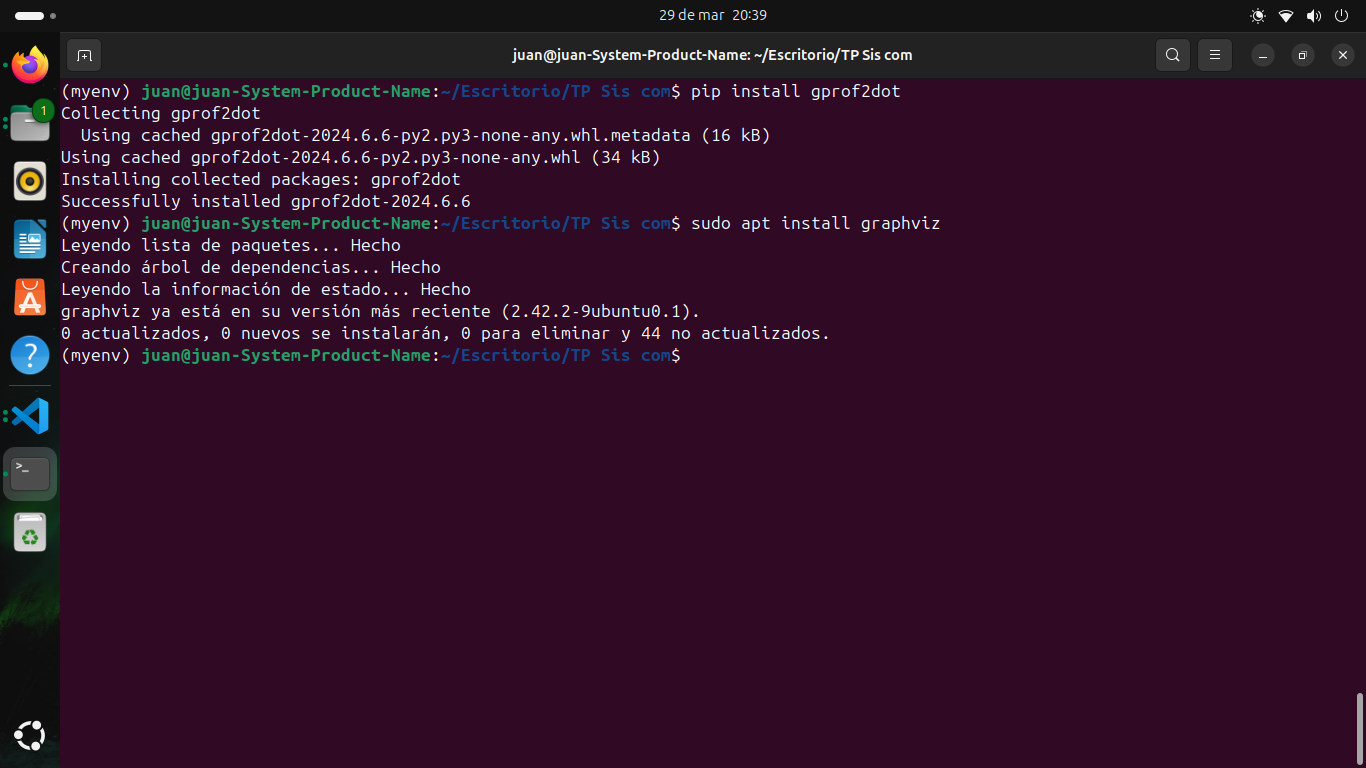 29 de mar 20:39
juan@juan-System-Product-Name: ~/Escritorio/TP Sis com
1
(myenv) juan@juan-System-Product-Name:~/Escritorio/TP Sis com$ pip install gprof2dot
Collecting gprof2dot
  Using cached gprof2dot-2024.6.6-py2.py3-none-any.whl.metadata (16 kB)
Using cached gprof2dot-2024.6.6-py2.py3-none-any.whl (34 kB)
Installing collected packages: gprof2dot
Successfully installed gprof2dot-2024.6.6
(myenv) juan@juan-System-Product-Name:~/Escritorio/TP Sis com$ sudo apt install graphviz
Leyendo lista de paquetes... Hecho
Creando árbol de dependencias... Hecho
Leyendo la información de estado... Hecho
graphviz ya está en su versión más reciente (2.42.2-9ubuntu0.1).
0 actualizados, 0 nuevos se instalarán, 0 para eliminar y 44 no actualizados.
(myenv) juan@juan-System-Product-Name:~/Escritorio/TP Sis com$